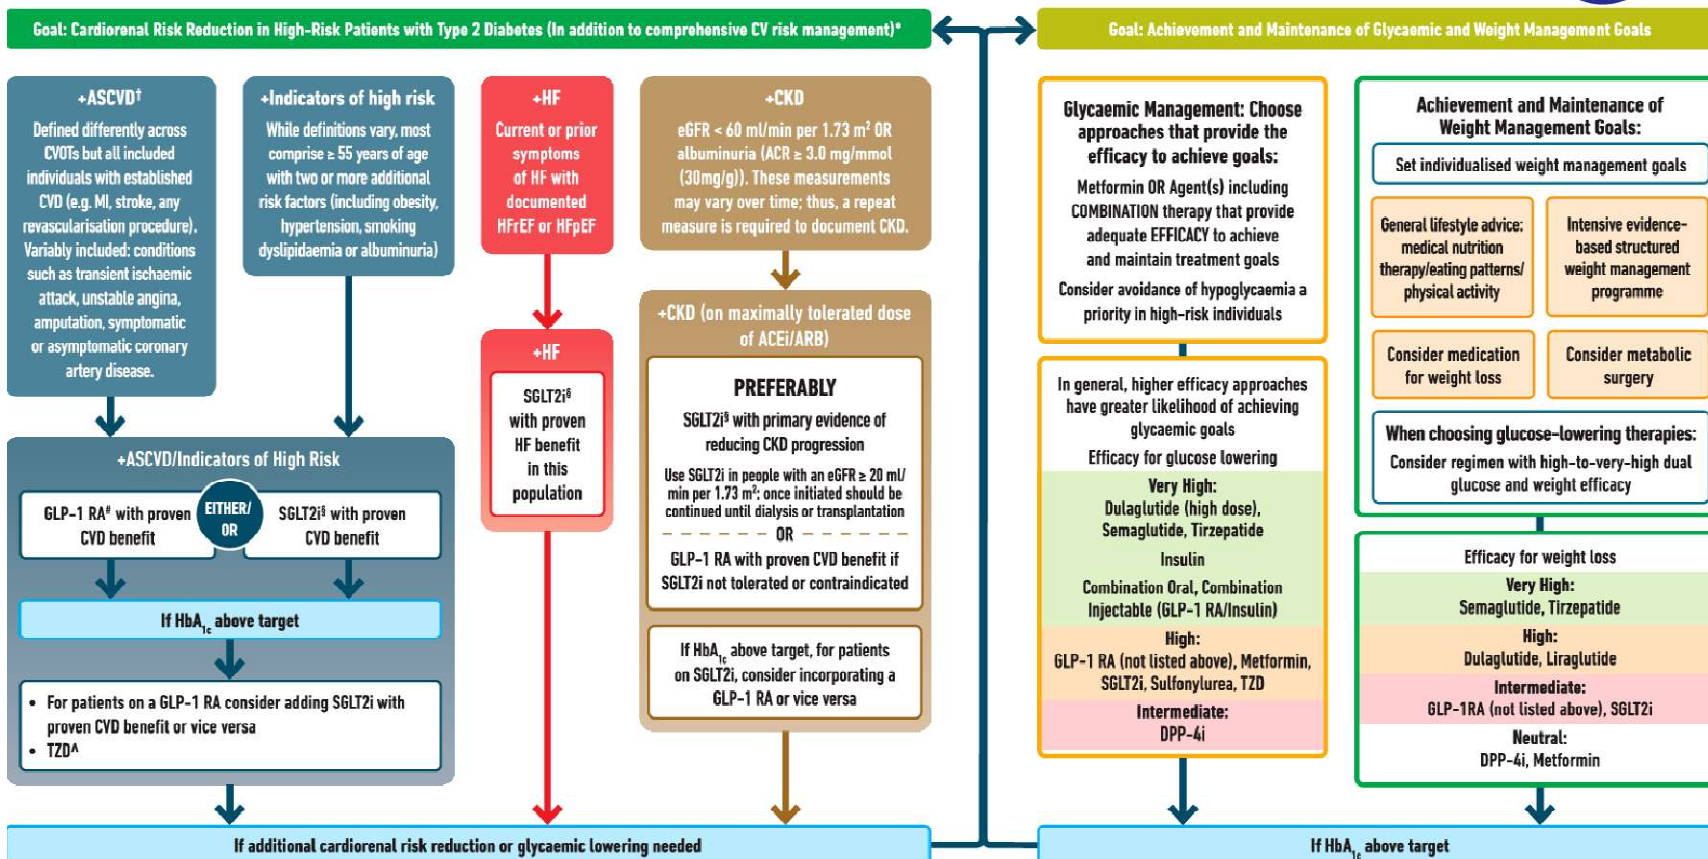 Goal: Cardiorenal Risk Reduction in High-Risk Patients with Type 2 Diabetes (In addition to comprehensive CV risk management)*
+ASCVD†
Defined differently across
CVOTs but all included
individuals with established
CVD (e.g. MI, stroke, any
revascularisation procedure).
Variably included: conditions
such as transient ischaemic
attack, unstable angina,
amputation, symptomatic
or asymptomatic coronary
artery disease.
+Indicators of high risk
While definitions vary, most
comprise ≥ 55 years of age
with two or more additional
risk factors (including obesity,
hypertension, smoking
dyslipidaemia or albuminuria)
+ASCVD/Indicators of High Risk
GLP-1 RA# with proven
CVD benefit
EITHER/
OR
SGLT2i§ with proven
CVD benefit
If HbA1c above target
• For patients on a GLP-1 RA consider adding SGLT2i with
proven CVD benefit or vice versa
• TZD^
+HF
Current or prior
symptoms
of HF with
documented
HFrEF or HFpEF
+HF
SGLT2i§
with proven
HF benefit
in this
population
+CKD
eGFR < 60 ml/min per 1.73 m² OR
albuminuria (ACR ≥ 3.0 mg/mmol
(30mg/g)). These measurements
may vary over time; thus, a repeat
measure is required to document CKD.
+CKD (on maximally tolerated dose
of ACEi/ARB)
PREFERABLY
SGLT2i§ with primary evidence of
reducing CKD progression
Use SGLT2i in people with an eGFR ≥ 20 ml/
min per 1.73 m²; once initiated should be
continued until dialysis or transplantation
OR
GLP-1 RA with proven CVD benefit if
SGLT2i not tolerated or contraindicated
If HbA1c above target, for patients
on SGLT2i, consider incorporating a
GLP-1 RA or vice versa
If additional cardiorenal risk reduction or glycaemic lowering needed
Goal: Achievement and Maintenance of Glycaemic and Weight Management Goals
Glycaemic Management: Choose
approaches that provide the
efficacy to achieve goals:
Metformin OR Agent(s) including
COMBINATION therapy that provide
adequate EFFICACY to achieve
and maintain treatment goals
Consider avoidance of hypoglycaemia a
priority in high-risk individuals
In general, higher efficacy approaches
have greater likelihood of achieving
glycaemic goals
Efficacy for glucose lowering
Very High:
Dulaglutide (high dose),
Semaglutide, Tirzepatide
Insulin
Combination Oral, Combination
Injectable (GLP-1 RA/Insulin)
High:
GLP-1 RA (not listed above), Metformin,
SGLT2i, Sulfonylurea, TZD
Intermediate:
DPP-4i
Achievement and Maintenance of
Weight Management Goals:
Set individualised weight management goals
General lifestyle advice:
medical nutrition
therapy/eating patterns/
physical activity
Intensive evidence-
based structured
weight management
programme
Consider medication
for weight loss
Consider metabolic
surgery
When choosing glucose-lowering therapies:
Consider regimen with high-to-very-high dual
glucose and weight efficacy
Efficacy for weight loss
Very High:
Semaglutide, Tirzepatide
High:
Dulaglutide, Liraglutide
Intermediate:
GLP-1RA (not listed above), SGLT2i
Neutral:
DPP-4i, Metformin
If HbA1c above target